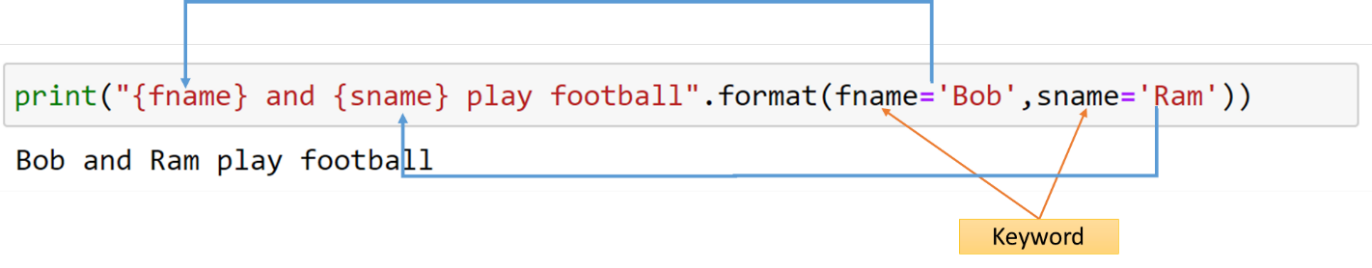 print("{fname} and {sname} play football".format(fname='Bob',sname='Ram'))
Bob and Ram play football
Keyword